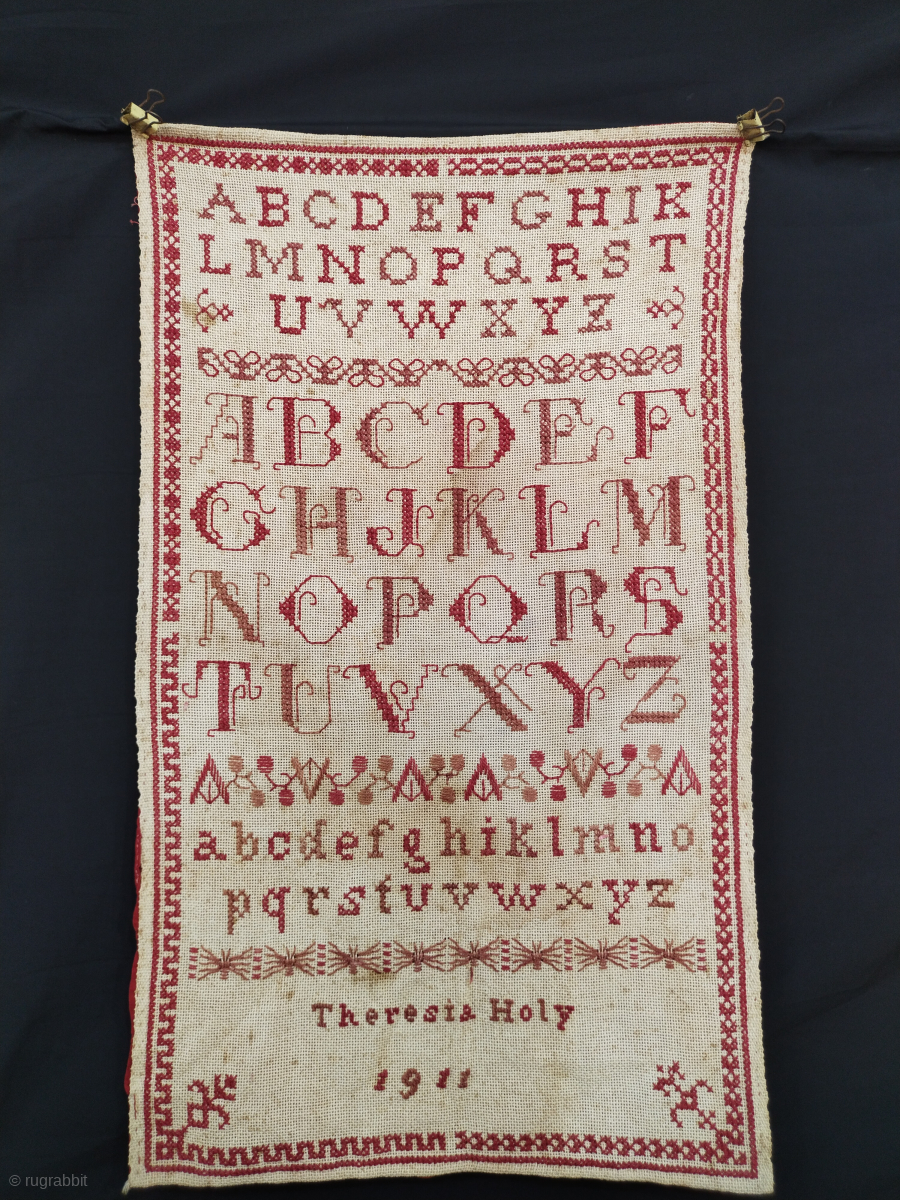 ABCDEFGHIK
LMNOPQRST
UVWXYZ
ABCDEF
GHJKLM
NOPQRS
TUVXYZ
abcdefghiklmno
pqrstuvwxyz
Theresia Holy
1911
© rugrabbit